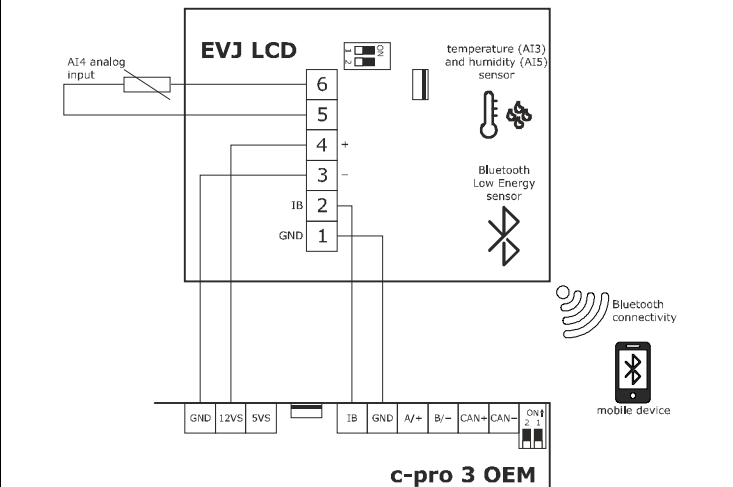 EVJ LCD
ON
3
2
AI4 analog
input
temperature (AI3)
and humidity (AI5)
sensor
6
5
4 +
3 −
IB 2
GND 1
Bluetooth
Low Energy
sensor
Bluetooth
connectivity
mobile device
GND 12VS 5VS IB GND A/+ B/− CAN+ CAN−
ON
2 1
c-pro 3 OEM